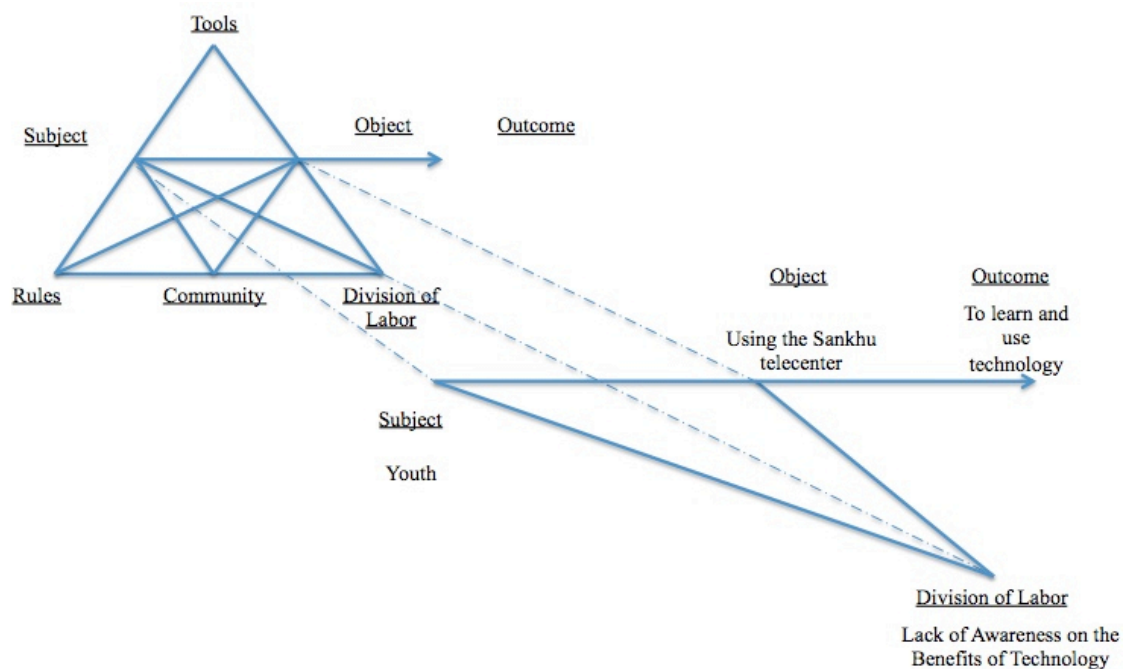 Tools
Subject
Object
Outcome
Rules
Community
Division of
Labor
Object
Outcome
Using the Sankhu
telecenter
To learn and
use
technology
Subject
Youth
Division of Labor
Lack of Awareness on the
Benefits of Technology